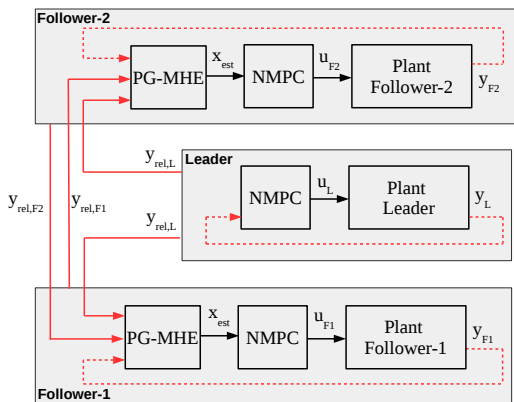 Follower-2
PG-MHE
x_est
NMPC
u_F2
Plant
Follower-2
y_F2
y_rel,L
Leader
NMPC
u_L
Plant
Leader
y_L
y_rel,F2
y_rel,F1
y_rel,L
PG-MHE
x_est
NMPC
u_F1
Plant
Follower-1
y_F1
Follower-1